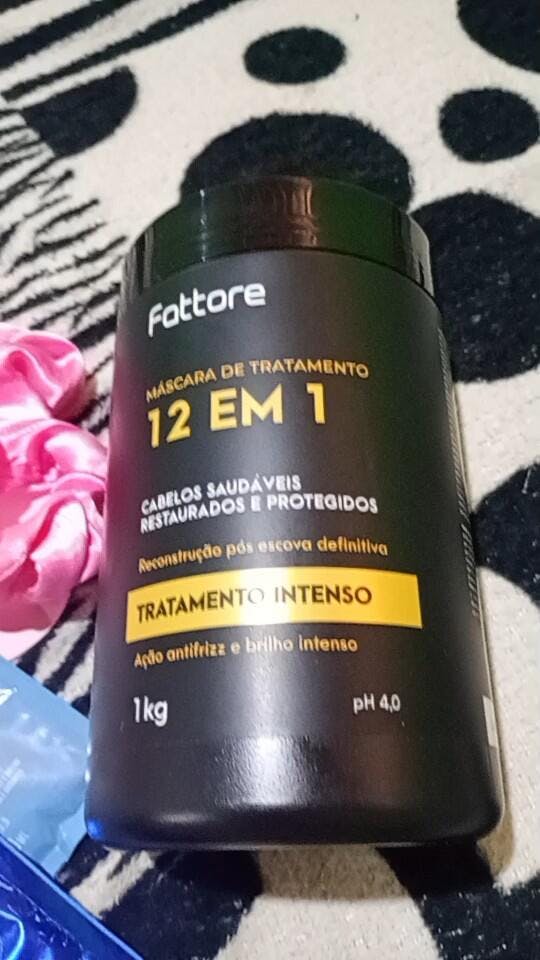 Fattore
MÁSCARA DE TRATAMENTO
12 EM 1
CABELOS SAUDÁVEIS
RESTAURADOS E PROTEGIDOS
Reconstrução pós escova definitiva
TRATAMENTO INTENSO
Ação antifrizz e brilho intenso
1kg
pH 4,0